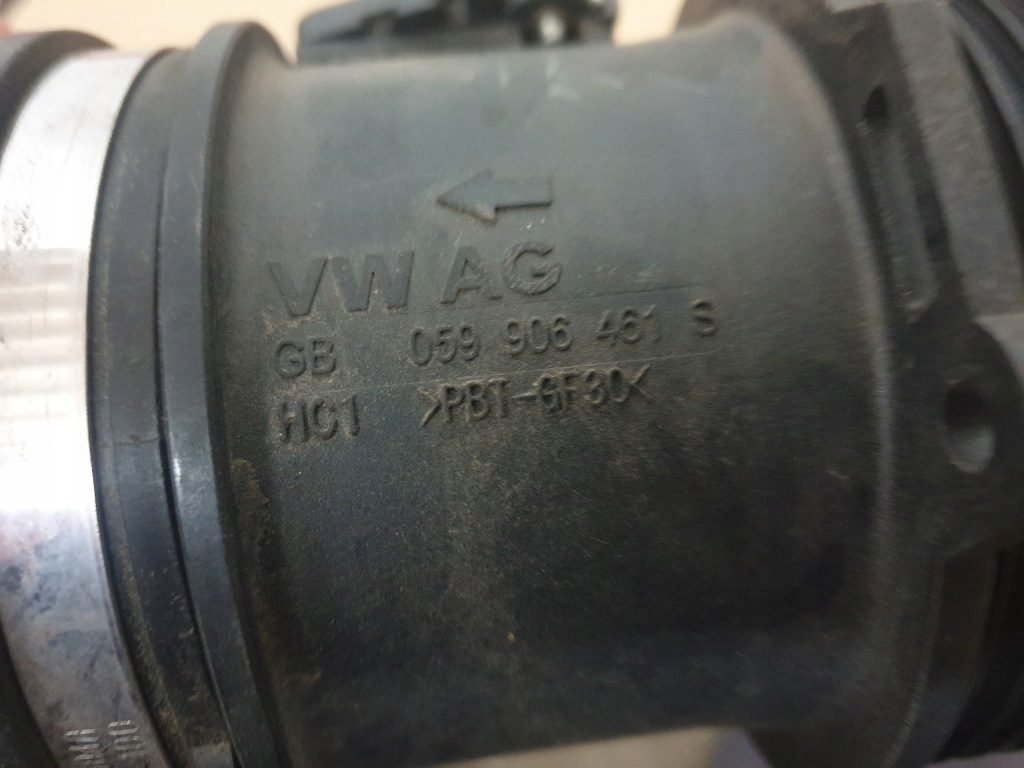 VW AG
GB 059 906 461 S
HC1 >PBT-GF30<